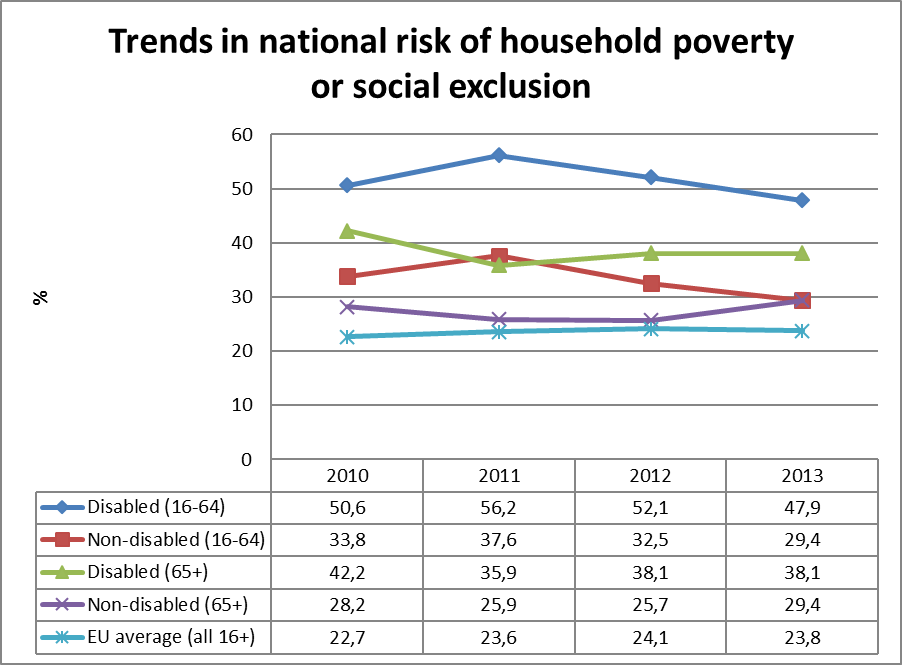 Trends in national risk of household poverty
or social exclusion
%
60
50
40
30
20
10
0
2010 2011 2012 2013
Disabled (16-64) 50,6 56,2 52,1 47,9
Non-disabled (16-64) 33,8 37,6 32,5 29,4
Disabled (65+) 42,2 35,9 38,1 38,1
Non-disabled (65+) 28,2 25,9 25,7 29,4
EU average (all 16+) 22,7 23,6 24,1 23,8